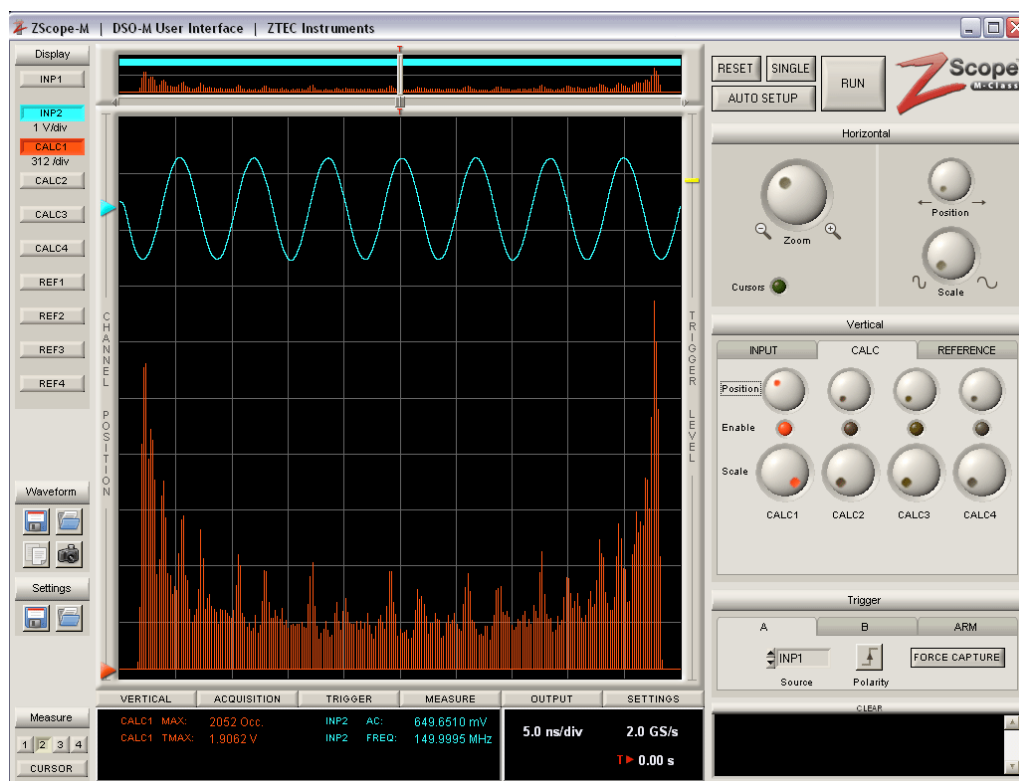 ZScope-M | DSO-M User Interface | ZTEC Instruments
Display
INP1
INP2
1 V/div
CALC1
312 /div
CALC2
CALC3
CALC4
REF1
REF2
REF3
REF4
Waveform
Settings
Measure
1 2 3 4
CURSOR
CHANNEL POSITION
TRIGGER LEVEL
RESET SINGLE
AUTO SETUP
RUN
ZScope
M-Class
Horizontal
Zoom
Position
Cursors
Scale
Vertical
INPUT CALC REFERENCE
Position
Enable
Scale
CALC1 CALC2 CALC3 CALC4
Trigger
A B ARM
INP1
FORCE CAPTURE
Source Polarity
CLEAR
VERTICAL ACQUISITION TRIGGER MEASURE OUTPUT SETTINGS
CALC1 MAX: 2052 Occ. INP2 AC: 649.6510 mV
CALC1 TMAX: 1.9062 V INP2 FREQ: 149.9995 MHz
5.0 ns/div 2.0 GS/s
T 0.00 s